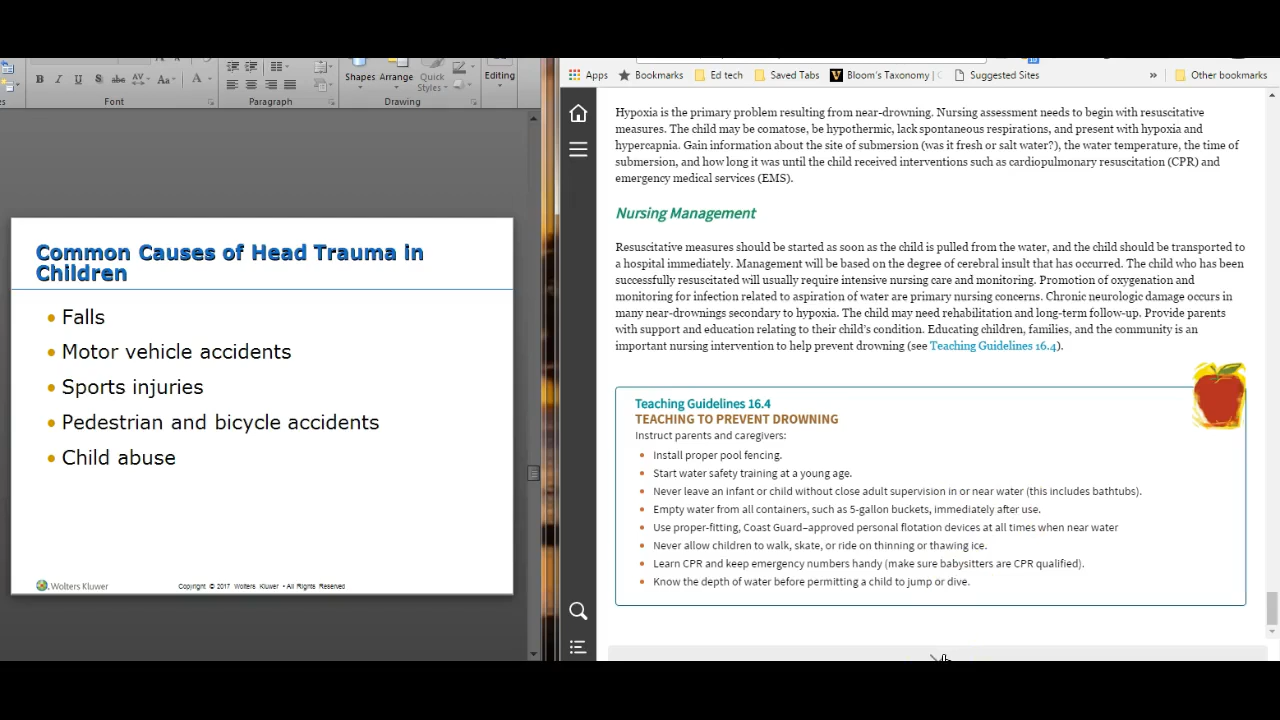 Shapes Arrange Quick Styles Editing
B I U S abc AV Aa A
Font Paragraph Drawing
Common Causes of Head Trauma in
Children
• Falls
• Motor vehicle accidents
• Sports injuries
• Pedestrian and bicycle accidents
• Child abuse
Wolters Kluwer Copyright © 2017 Wolters Kluwer • All Rights Reserved
Apps Bookmarks Ed tech Saved Tabs Bloom's Taxonomy | Suggested Sites » Other bookmarks
Hypoxia is the primary problem resulting from near-drowning. Nursing assessment needs to begin with resuscitative
measures. The child may be comatose, be hypothermic, lack spontaneous respirations, and present with hypoxia and
hypercapnia. Gain information about the site of submersion (was it fresh or salt water?), the water temperature, the time of
submersion, and how long it was until the child received interventions such as cardiopulmonary resuscitation (CPR) and
emergency medical services (EMS).
Nursing Management
Resuscitative measures should be started as soon as the child is pulled from the water, and the child should be transported to
a hospital immediately. Management will be based on the degree of cerebral insult that has occurred. The child who has been
successfully resuscitated will usually require intensive nursing care and monitoring. Promotion of oxygenation and
monitoring for infection related to aspiration of water are primary nursing concerns. Chronic neurologic damage occurs in
many near-drownings secondary to hypoxia. The child may need rehabilitation and long-term follow-up. Provide parents
with support and education relating to their child's condition. Educating children, families, and the community is an
important nursing intervention to help prevent drowning (see Teaching Guidelines 16.4).
Teaching Guidelines 16.4
TEACHING TO PREVENT DROWNING
Instruct parents and caregivers:
• Install proper pool fencing.
• Start water safety training at a young age.
• Never leave an infant or child without close adult supervision in or near water (this includes bathtubs).
• Empty water from all containers, such as 5-gallon buckets, immediately after use.
• Use proper-fitting, Coast Guard–approved personal flotation devices at all times when near water
• Never allow children to walk, skate, or ride on thinning or thawing ice.
• Learn CPR and keep emergency numbers handy (make sure babysitters are CPR qualified).
• Know the depth of water before permitting a child to jump or dive.